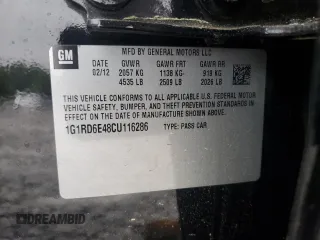 GM
MFD BY GENERAL MOTORS LLC
DATE GVWR GAWR FRT GAWR RR
02/12 2057 KG 1138 KG 919 KG
4535 LB 2509 LB 2026 LB
THIS VEHICLE CONFORMS TO ALL APPLICABLE U.S. FEDERAL MOTOR
VEHICLE SAFETY, BUMPER, AND THEFT PREVENTION STANDARDS IN
EFFECT ON THE DATE OF MANUFACTURE SHOWN ABOVE.
1G1RD6E48CU116286 TYPE: PASS CAR
DREAMBID